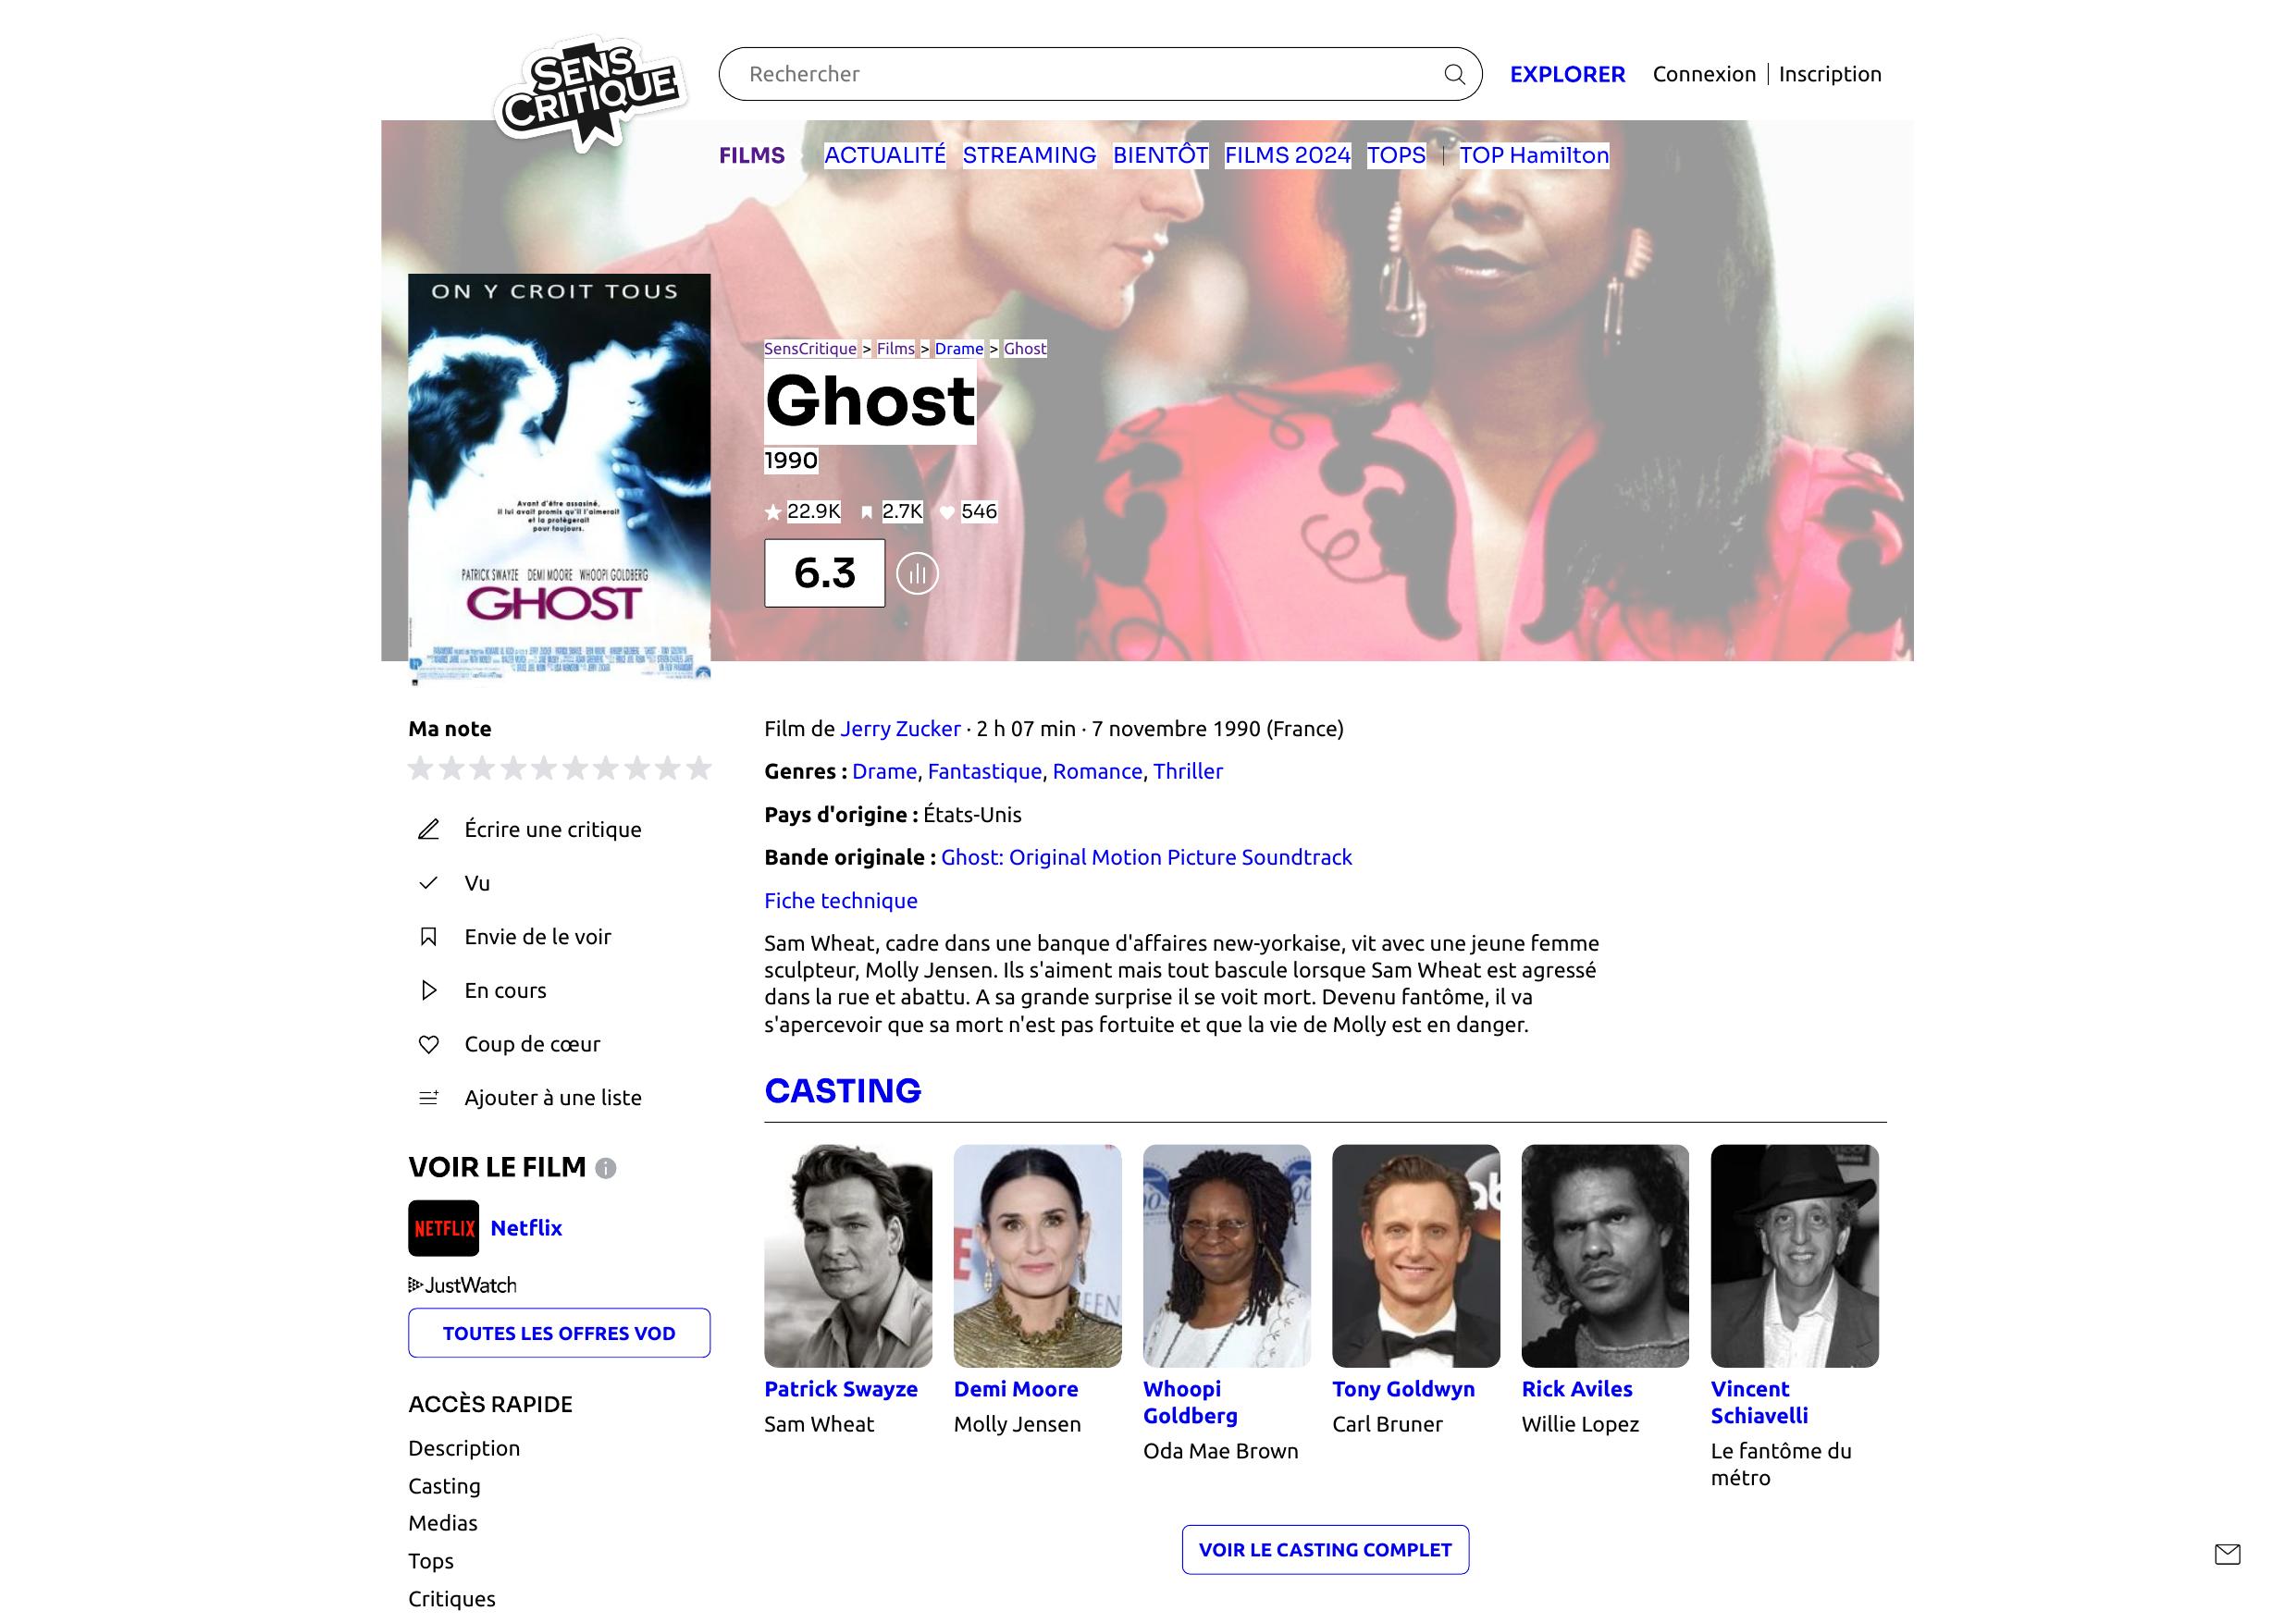 SENS
CRITIQUE
Rechercher
EXPLORER
Connexion | Inscription
FILMS
ACTUALITÉ STREAMING BIENTÔT FILMS 2024 TOPS | TOP Hamilton
ON Y CROIT TOUS
Avant d'être assasiné,
il lui avait promis qu'il l'aimerait
et la protègerait
pour toujours.
PATRICK SWAYZE DEMI MOORE WHOOPI GOLDBERG
GHOST
SensCritique > Films > Drame > Ghost
Ghost
1990
22.9K 2.7K 546
6.3
Ma note
Écrire une critique
Vu
Envie de le voir
En cours
Coup de cœur
Ajouter à une liste
VOIR LE FILM
NETFLIX Netflix
JustWatch
TOUTES LES OFFRES VOD
ACCÈS RAPIDE
Description
Casting
Medias
Tops
Critiques
Film de Jerry Zucker · 2 h 07 min · 7 novembre 1990 (France)
Genres : Drame, Fantastique, Romance, Thriller
Pays d'origine : États-Unis
Bande originale : Ghost: Original Motion Picture Soundtrack
Fiche technique
Sam Wheat, cadre dans une banque d'affaires new-yorkaise, vit avec une jeune femme
sculpteur, Molly Jensen. Ils s'aiment mais tout bascule lorsque Sam Wheat est agressé
dans la rue et abattu. A sa grande surprise il se voit mort. Devenu fantôme, il va
s'apercevoir que sa mort n'est pas fortuite et que la vie de Molly est en danger.
CASTING
Patrick Swayze
Sam Wheat
Demi Moore
Molly Jensen
Whoopi
Goldberg
Oda Mae Brown
Tony Goldwyn
Carl Bruner
Rick Aviles
Willie Lopez
Vincent
Schiavelli
Le fantôme du
métro
VOIR LE CASTING COMPLET